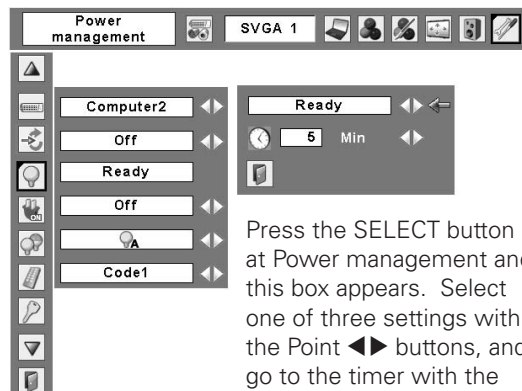 Power
management
SVGA 1
Computer2
Off
Ready
Off
A
Code1
ON
Ready
5 Min
Press the SELECT button
at Power management and
this box appears. Select
one of three settings with
the Point ◀▶ buttons, and
go to the timer with the